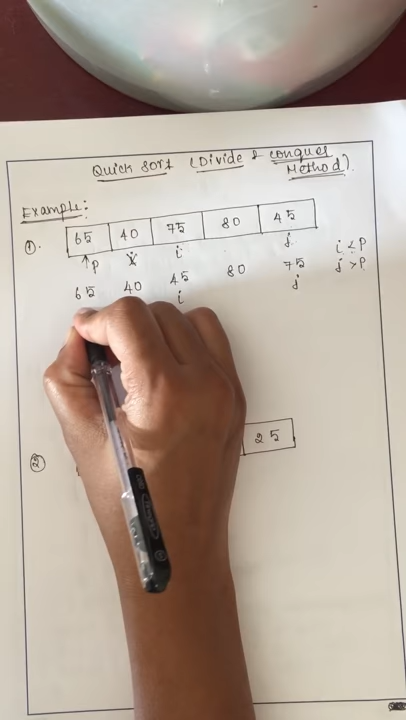 Quick sort (Divide & conquer
Method).
Example:
①. 65 40 75 80 45
↑P i i j i < P
65 40 45 80 75 j > P
i j
② 25